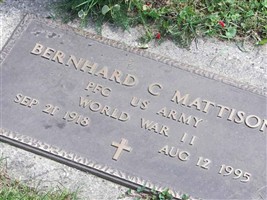 BERNHARD C MATTISON
PFC US ARMY
WORLD WAR II
SEP 21 1918 AUG 12 1995